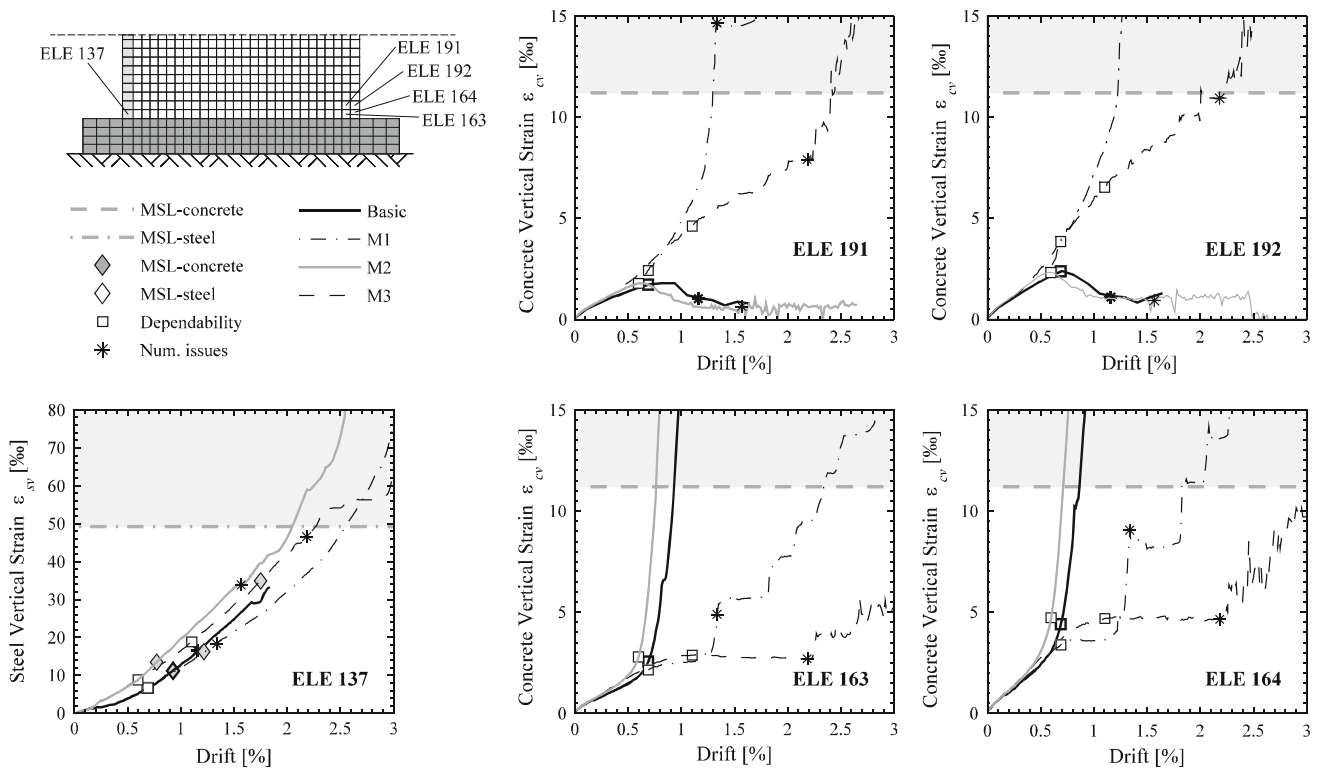 ELE 137
ELE 191
ELE 192
ELE 164
ELE 163
MSL-concrete
MSL-steel
MSL-concrete
MSL-steel
Dependability
Num. issues
Basic
M1
M2
M3
Concrete Vertical Strain ε cv [‰]
15
10
5
0
ELE 191
0 0.5 1 1.5 2 2.5 3
Drift [%]
Concrete Vertical Strain ε cv [‰]
15
10
5
0
ELE 192
0 0.5 1 1.5 2 2.5 3
Drift [%]
Steel Vertical Strain ε sv [‰]
80
70
60
50
40
30
20
10
0
ELE 137
0 0.5 1 1.5 2 2.5 3
Drift [%]
Concrete Vertical Strain ε cv [‰]
15
10
5
0
ELE 163
0 0.5 1 1.5 2 2.5 3
Drift [%]
Concrete Vertical Strain ε cv [‰]
15
10
5
0
ELE 164
0 0.5 1 1.5 2 2.5 3
Drift [%]